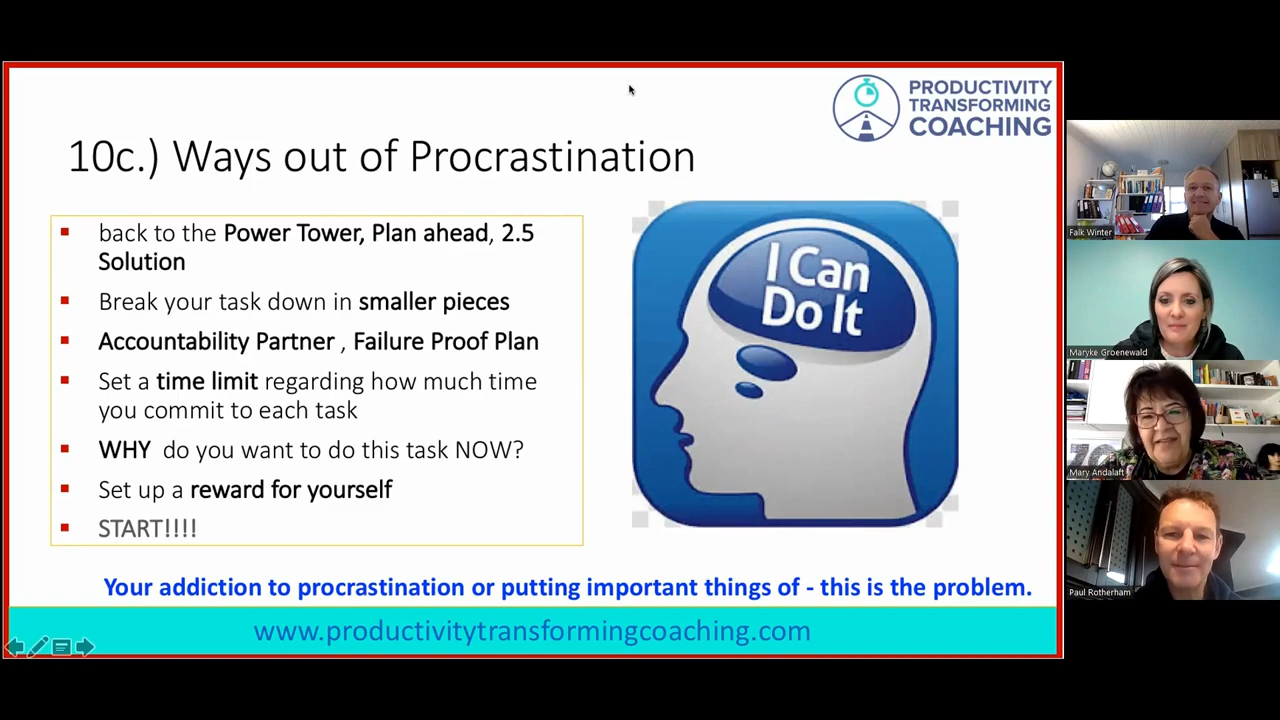 PRODUCTIVITY
TRANSFORMING
COACHING
10c.) Ways out of Procrastination
back to the Power Tower, Plan ahead, 2.5
Solution
Break your task down in smaller pieces
Accountability Partner , Failure Proof Plan
Set a time limit regarding how much time
you commit to each task
WHY do you want to do this task NOW?
Set up a reward for yourself
START!!!!
I Can
Do It
Your addiction to procrastination or putting important things of - this is the problem.
www.productivitytransformingcoaching.com
Falk Winter
Maryke Groenewald
Mary Andalaft
Paul Rotherham